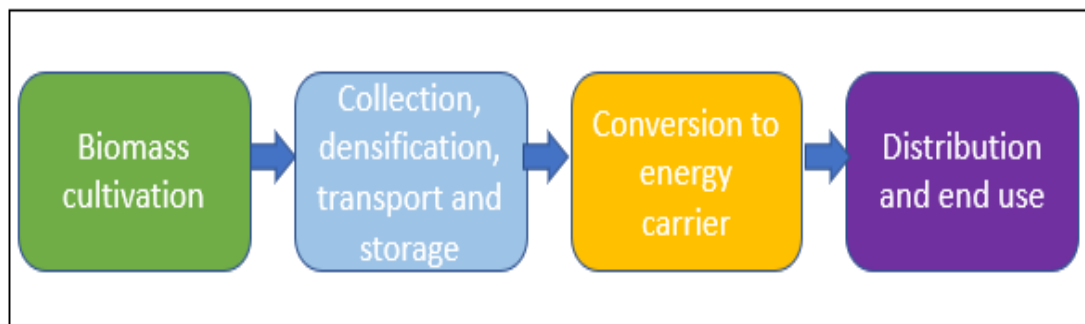 Biomass
cultivation
Collection,
densification,
transport and
storage
Conversion to
energy
carrier
Distribution
and end use